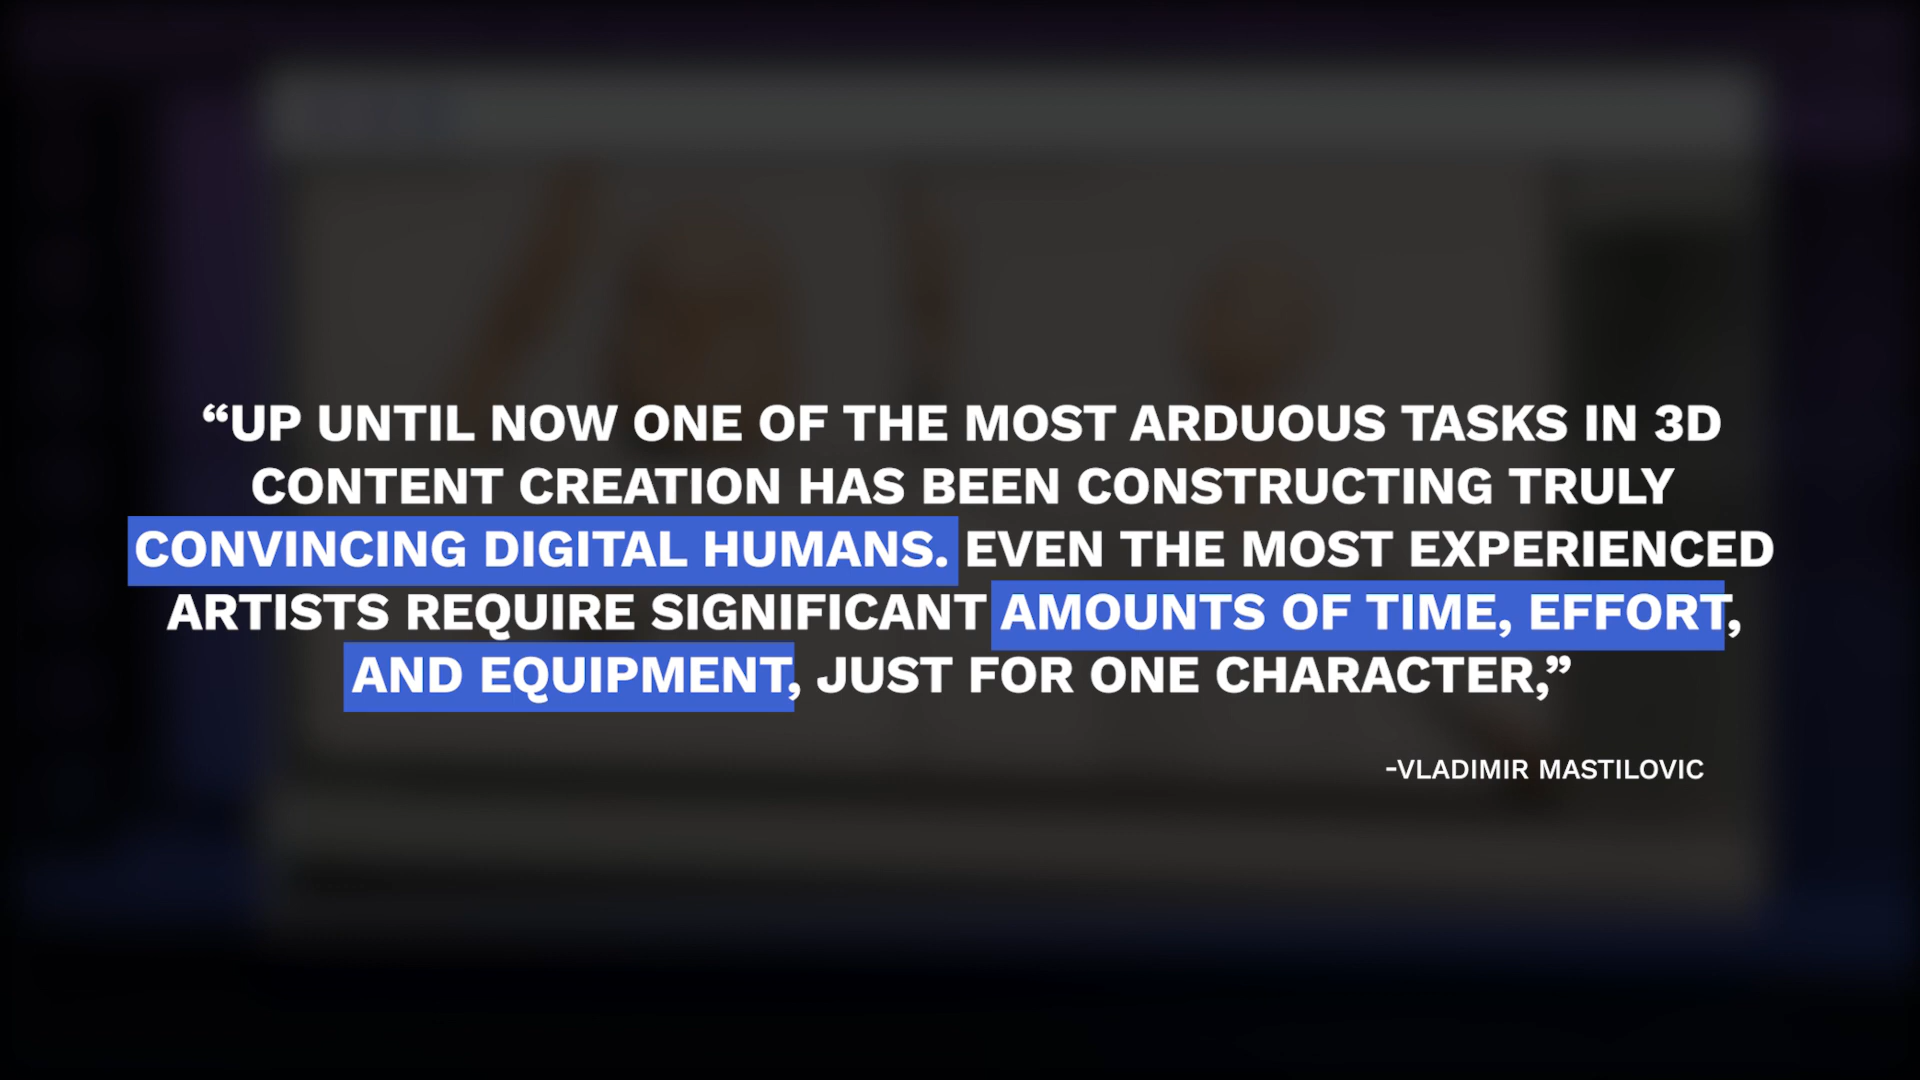 “UP UNTIL NOW ONE OF THE MOST ARDUOUS TASKS IN 3D
CONTENT CREATION HAS BEEN CONSTRUCTING TRULY
CONVINCING DIGITAL HUMANS. EVEN THE MOST EXPERIENCED
ARTISTS REQUIRE SIGNIFICANT AMOUNTS OF TIME, EFFORT,
AND EQUIPMENT, JUST FOR ONE CHARACTER,”
-VLADIMIR MASTILOVIC